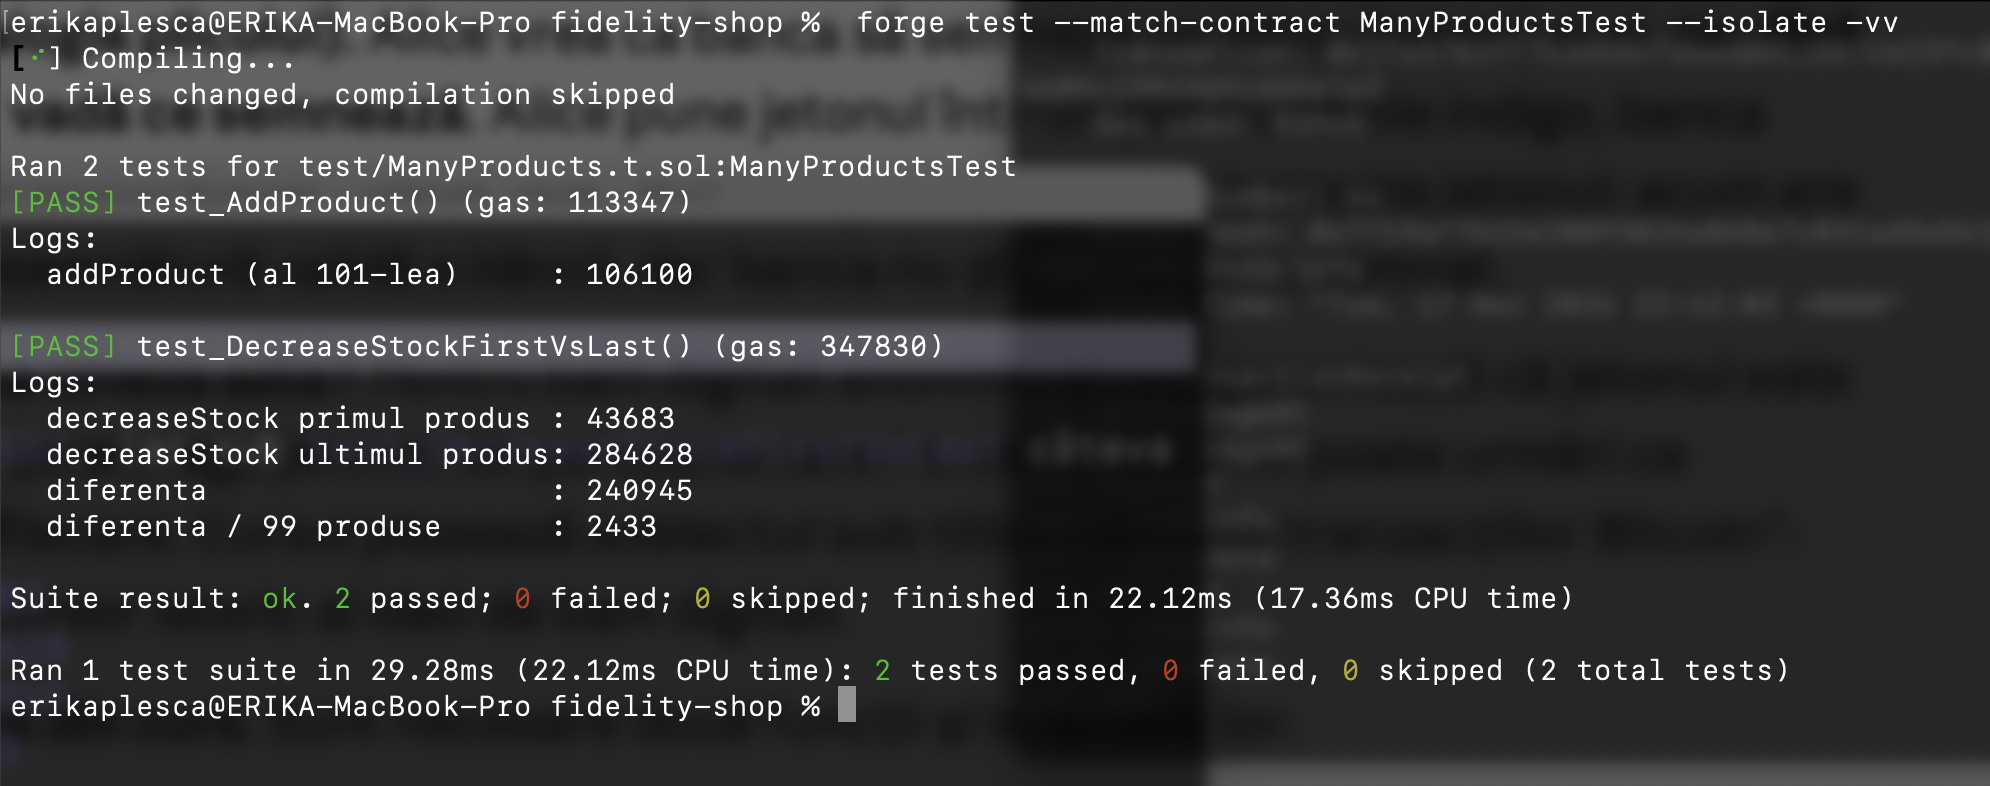 erikaplesca@ERIKA-MacBook-Pro fidelity-shop %  forge test --match-contract ManyProductsTest --isolate -vv
[⠊] Compiling...
No files changed, compilation skipped
Ran 2 tests for test/ManyProducts.t.sol:ManyProductsTest
[PASS] test_AddProduct() (gas: 113347)
Logs:
  addProduct (al 101-lea)     : 106100
[PASS] test_DecreaseStockFirstVsLast() (gas: 347830)
Logs:
  decreaseStock primul produs : 43683
  decreaseStock ultimul produs: 284628
  diferenta                   : 240945
  diferenta / 99 produse      : 2433
Suite result: ok. 2 passed; 0 failed; 0 skipped; finished in 22.12ms (17.36ms CPU time)
Ran 1 test suite in 29.28ms (22.12ms CPU time): 2 tests passed, 0 failed, 0 skipped (2 total tests)
erikaplesca@ERIKA-MacBook-Pro fidelity-shop %